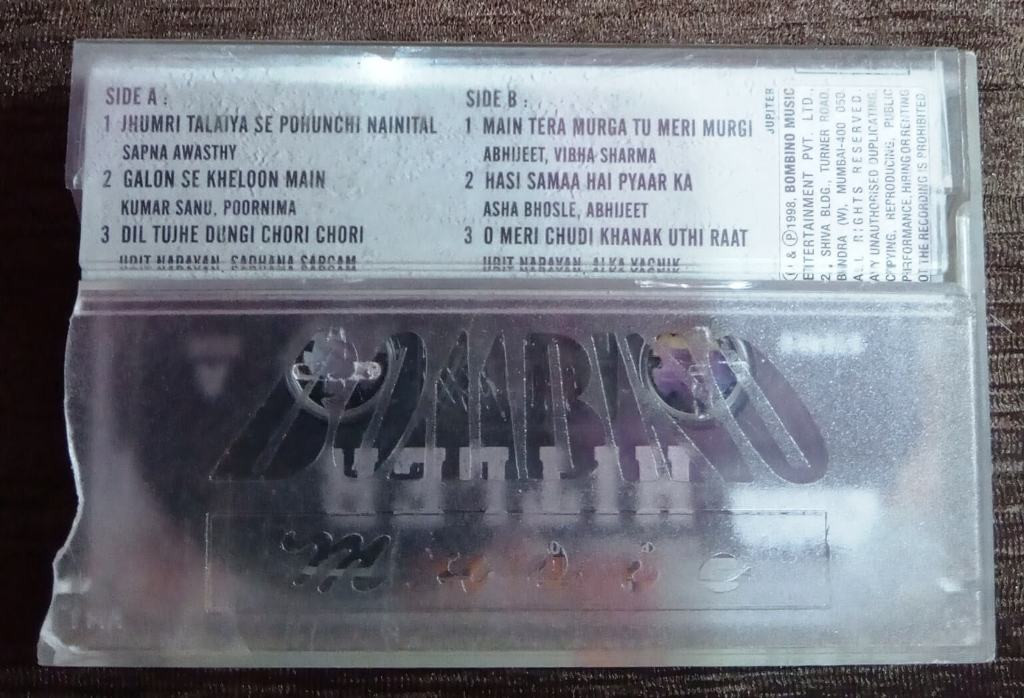 SIDE A :
1 JHUMRI TALAIYA SE POHUNCHI NAINITAL
SAPNA AWASTHY
2 GALON SE KHELOON MAIN
KUMAR SANU, POORNIMA
3 DIL TUJHE DUNGI CHORI CHORI
UDIT NARAYAN, SADHANA SARGAM
SIDE B :
1 MAIN TERA MURGA TU MERI MURGI
ABHIJEET, VIBHA SHARMA
2 HASI SAMAA HAI PYAAR KA
ASHA BHOSLE, ABHIJEET
3 O MERI CHUDI KHANAK UTHI RAAT
UDIT NARAYAN, ALKA YAGNIK
JUPITER
& ℗ 1998, BOMBINO MUSIC
ENTERTAINMENT PVT. LTD.,
2, SHIVA BLDG., TURNER ROAD,
BANDRA (W), MUMBAI-400 050.
ALL RIGHTS RESERVED.
ANY UNAUTHORISED DUPLICATING,
COPYING, REPRODUCING, PUBLIC
PERFORMANCE, HIRING OR RENTING
OF THE RECORDING IS PROHIBITED.
HITLER